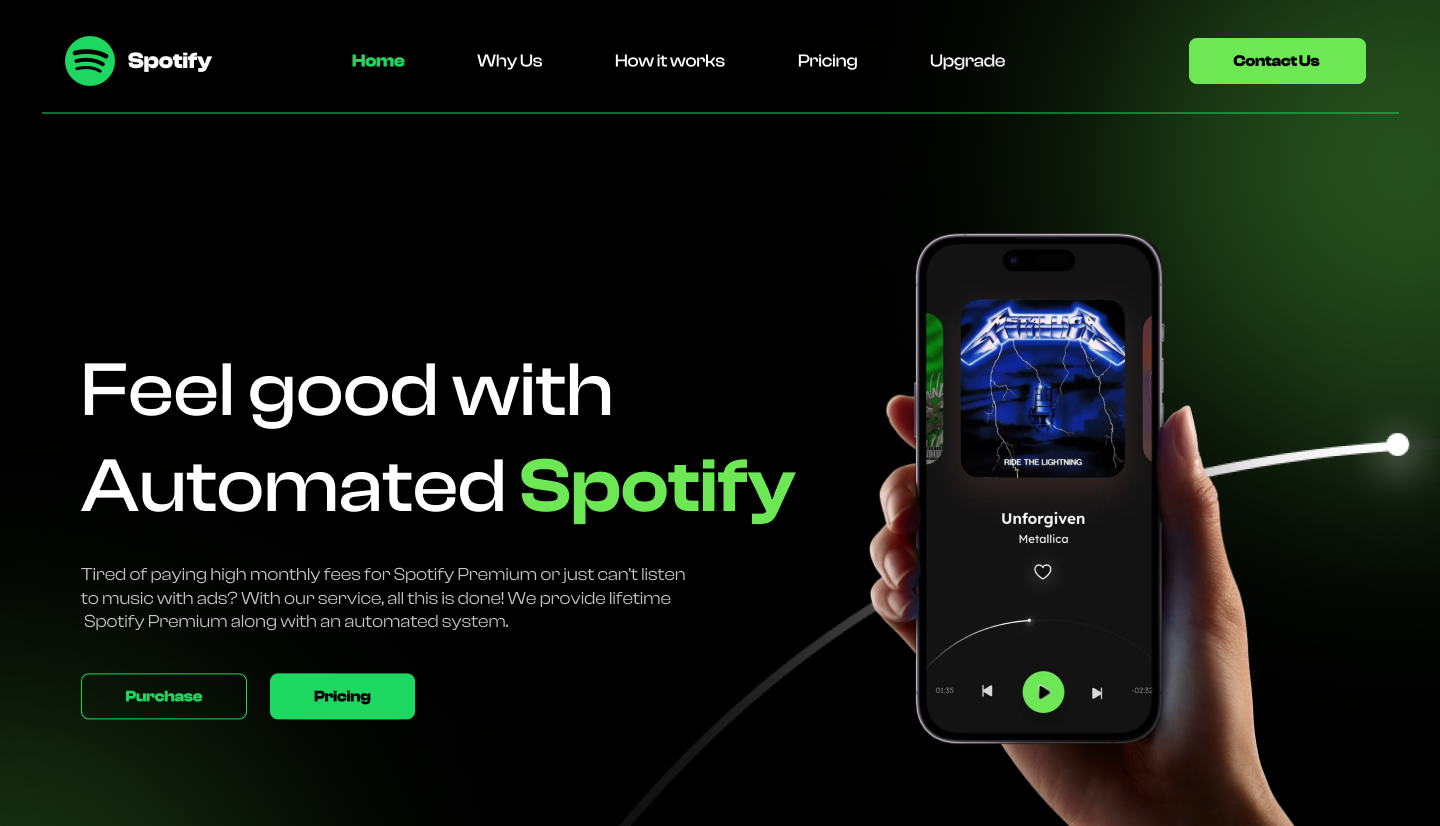 Spotify
Home
Why Us
How it works
Pricing
Upgrade
Contact Us
Feel good with
Automated Spotify
Tired of paying high monthly fees for Spotify Premium or just can't listen
to music with ads? With our service, all this is done! We provide lifetime
Spotify Premium along with an automated system.
Purchase
Pricing
METALLICA
RIDE THE LIGHTNING
Unforgiven
Metallica
01:35
-02:32